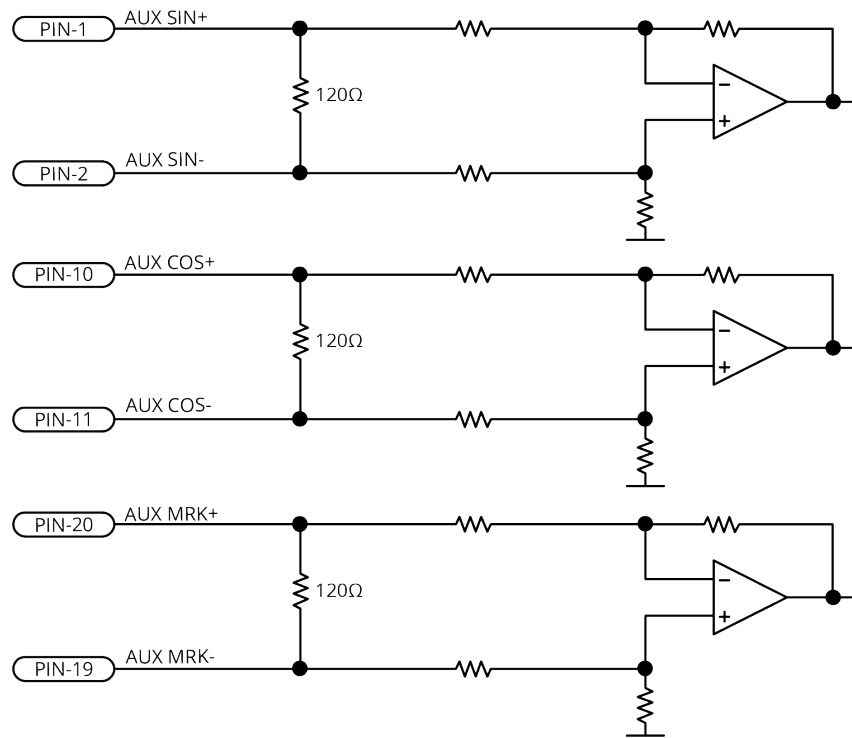 AUX SIN+
PIN-1
120Ω
AUX SIN-
PIN-2
AUX COS+
PIN-10
120Ω
AUX COS-
PIN-11
AUX MRK+
PIN-20
120Ω
AUX MRK-
PIN-19